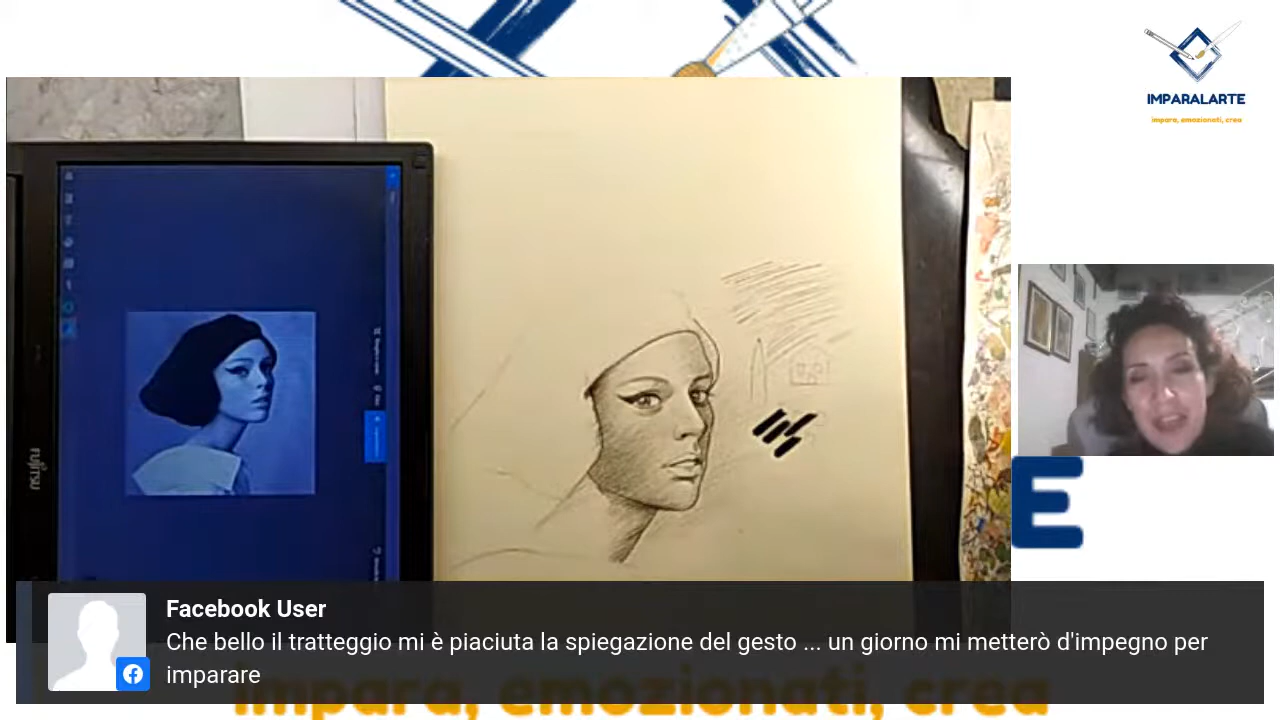 IMPARALARTE
impara, emozionati, crea
FUJITSU
E
Facebook User
Che bello il tratteggio mi è piaciuta la spiegazione del gesto ... un giorno mi metterò d'impegno per
imparare
impara, emozionati, crea